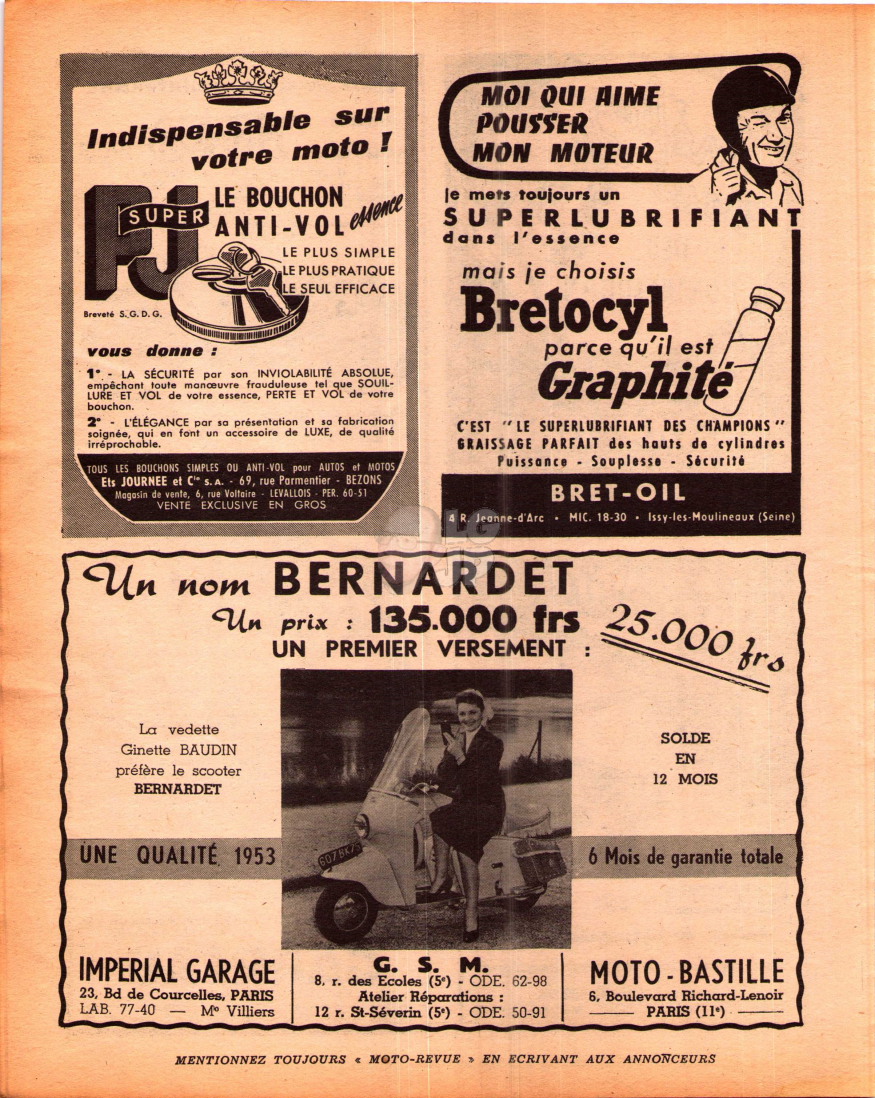 Indispensable sur
votre moto !
PJ
SUPER
LE BOUCHON
ANTI-VOL essence
LE PLUS SIMPLE
LE PLUS PRATIQUE
LE SEUL EFFICACE
Breveté S.G.D.G.
vous donne :
1° - LA SÉCURITÉ par son INVIOLABILITÉ ABSOLUE,
empêchant toute manœuvre frauduleuse tel que SOUIL-
LURE ET VOL de votre essence, PERTE ET VOL de votre
bouchon.
2° - L'ÉLÉGANCE par sa présentation et sa fabrication
soignée, qui en font un accessoire de LUXE, de qualité
irréprochable.
TOUS LES BOUCHONS SIMPLES OU ANTI-VOL pour AUTOS et MOTOS
Ets JOURNEE et Cie S.A. - 69, rue Parmentier - BEZONS
Magasin de vente, 6, rue Voltaire - LEVALLOIS - PER. 60-51
VENTE EXCLUSIVE EN GROS
MOI QUI AIME
POUSSER
MON MOTEUR
je mets toujours un
SUPERLUBRIFIANT
dans l'essence
mais je choisis
Bretocyl
parce qu'il est
Graphité
C'EST "LE SUPERLUBRIFIANT DES CHAMPIONS"
GRAISSAGE PARFAIT des hauts de cylindres
Puissance - Souplesse - Sécurité
BRET-OIL
4 R. Jeanne-d'Arc • MIC. 18-30 • Issy-les-Moulineaux (Seine)
Un nom BERNARDET
Un prix : 135.000 frs
UN PREMIER VERSEMENT : 25.000 frs
La vedette
Ginette BAUDIN
préfère le scooter
BERNARDET
SOLDE
EN
12 MOIS
UNE QUALITÉ 1953
6 Mois de garantie totale
IMPERIAL GARAGE
23, Bd de Courcelles, PARIS
LAB. 77-40 — Mo Villiers
G. S. M.
8, r. des Ecoles (5e) - ODE. 62-98
Atelier Réparations :
12 r. St-Séverin (5e) - ODE. 50-91
MOTO - BASTILLE
6, Boulevard Richard-Lenoir
PARIS (11e)
MENTIONNEZ TOUJOURS « MOTO-REVUE » EN ECRIVANT AUX ANNONCEURS